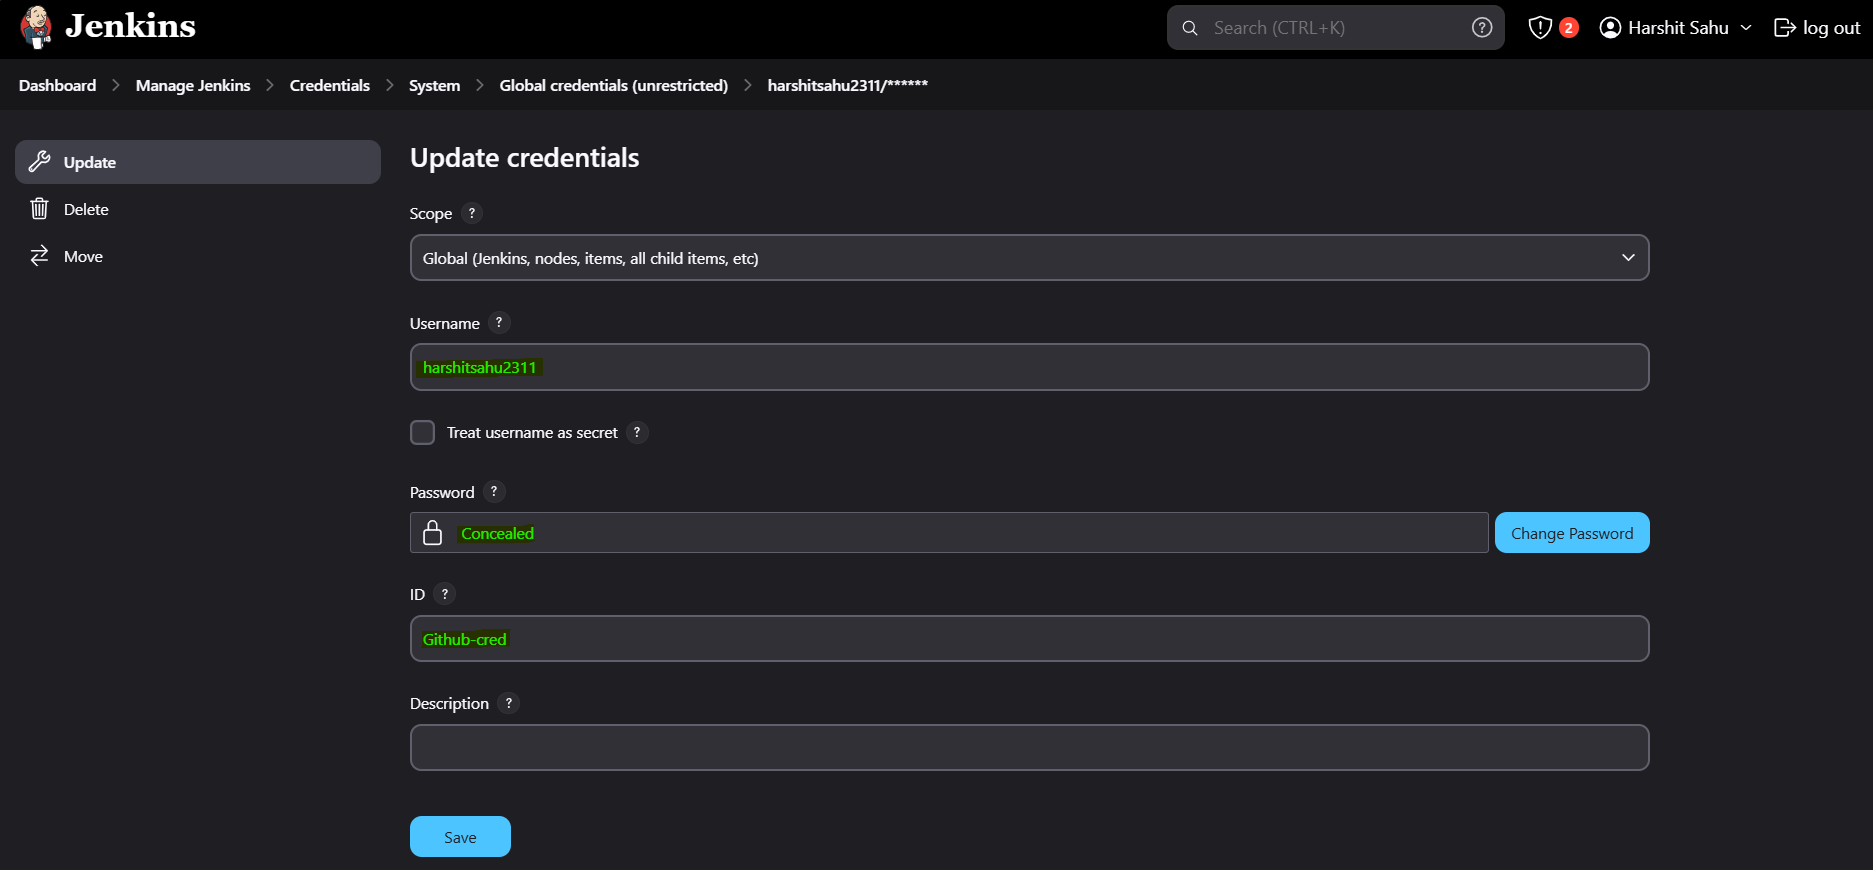 Jenkins
Search (CTRL+K)
?
2
Harshit Sahu
log out
Dashboard > Manage Jenkins > Credentials > System > Global credentials (unrestricted) > harshitsahu2311/******
Update
Delete
Move
Update credentials
Scope ?
Global (Jenkins, nodes, items, all child items, etc)
Username ?
harshitsahu2311
Treat username as secret ?
Password ?
Concealed
Change Password
ID ?
Github-cred
Description ?
Save